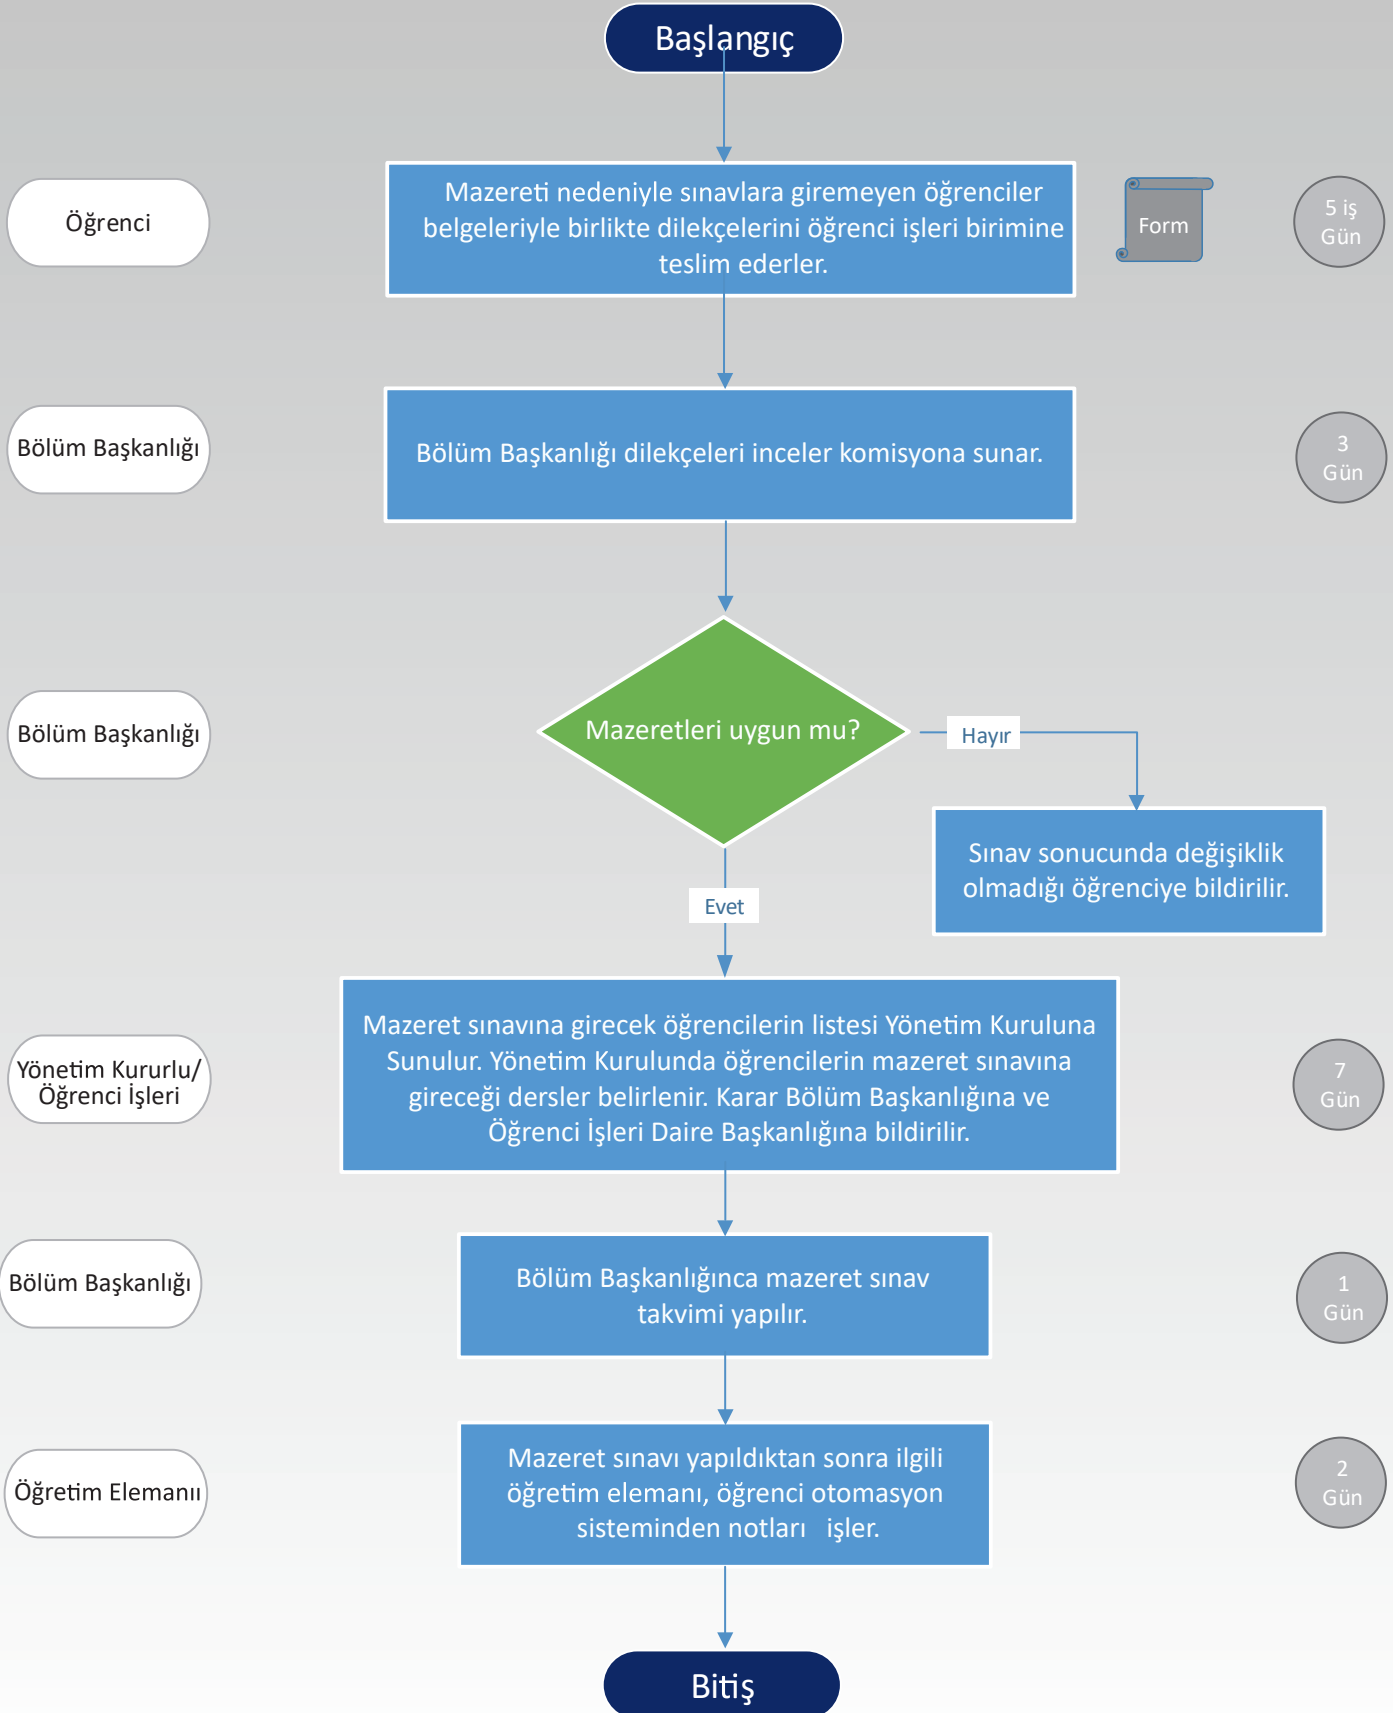 Başlangıç
Öğrenci
Mazereti nedeniyle sınavlara giremeyen öğrenciler
belgeleriyle birlikte dilekçelerini öğrenci işleri birimine
teslim ederler.
Form
5 iş
Gün
Bölüm Başkanlığı
Bölüm Başkanlığı dilekçeleri inceler komisyona sunar.
3
Gün
Bölüm Başkanlığı
Mazeretleri uygun mu?
Hayır
Sınav sonucunda değişiklik
olmadığı öğrenciye bildirilir.
Evet
Yönetim Kururlu/
Öğrenci İşleri
Mazeret sınavına girecek öğrencilerin listesi Yönetim Kuruluna
Sunulur. Yönetim Kurulunda öğrencilerin mazeret sınavına
gireceği dersler belirlenir. Karar Bölüm Başkanlığına ve
Öğrenci İşleri Daire Başkanlığına bildirilir.
7
Gün
Bölüm Başkanlığı
Bölüm Başkanlığınca mazeret sınav
takvimi yapılır.
1
Gün
Öğretim Elemanıı
Mazeret sınavı yapıldıktan sonra ilgili
öğretim elemanı, öğrenci otomasyon
sisteminden notları işler.
2
Gün
Bitiş